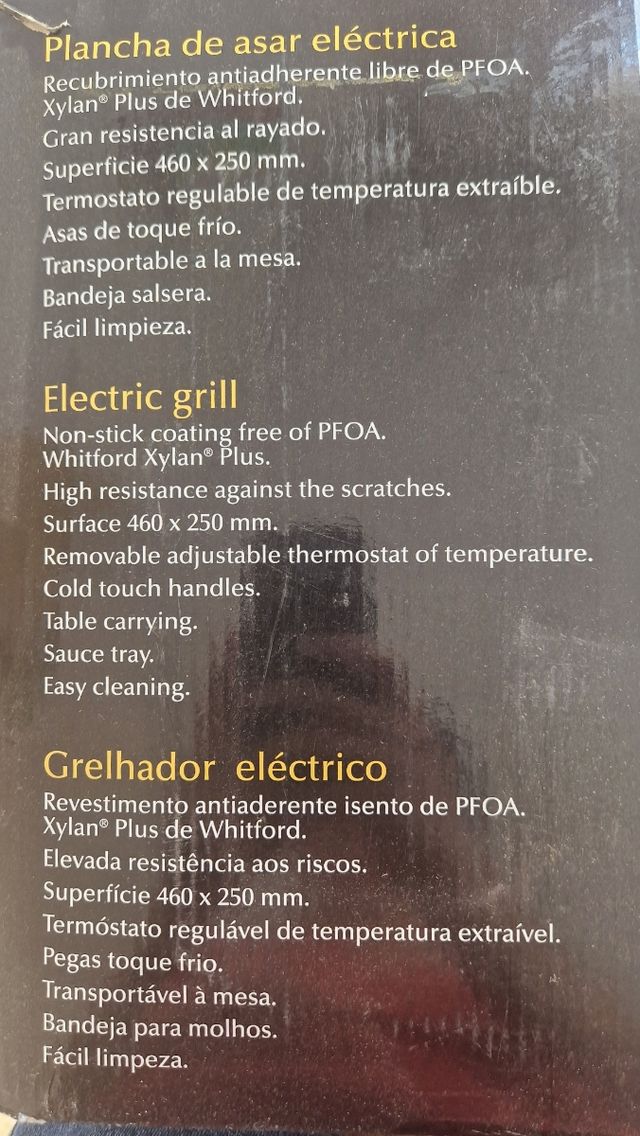 Plancha de asar eléctrica
Recubrimiento antiadherente libre de PFOA.
Xylan® Plus de Whitford.
Gran resistencia al rayado.
Superficie 460 x 250 mm.
Termostato regulable de temperatura extraíble.
Asas de toque frío.
Transportable a la mesa.
Bandeja salsera.
Fácil limpieza.
Electric grill
Non-stick coating free of PFOA.
Whitford Xylan® Plus.
High resistance against the scratches.
Surface 460 x 250 mm.
Removable adjustable thermostat of temperature.
Cold touch handles.
Table carrying.
Sauce tray.
Easy cleaning.
Grelhador eléctrico
Revestimento antiaderente isento de PFOA.
Xylan® Plus de Whitford.
Elevada resistência aos riscos.
Superfície 460 x 250 mm.
Termóstato regulável de temperatura extraível.
Pegas toque frio.
Transportável à mesa.
Bandeja para molhos.
Fácil limpeza.